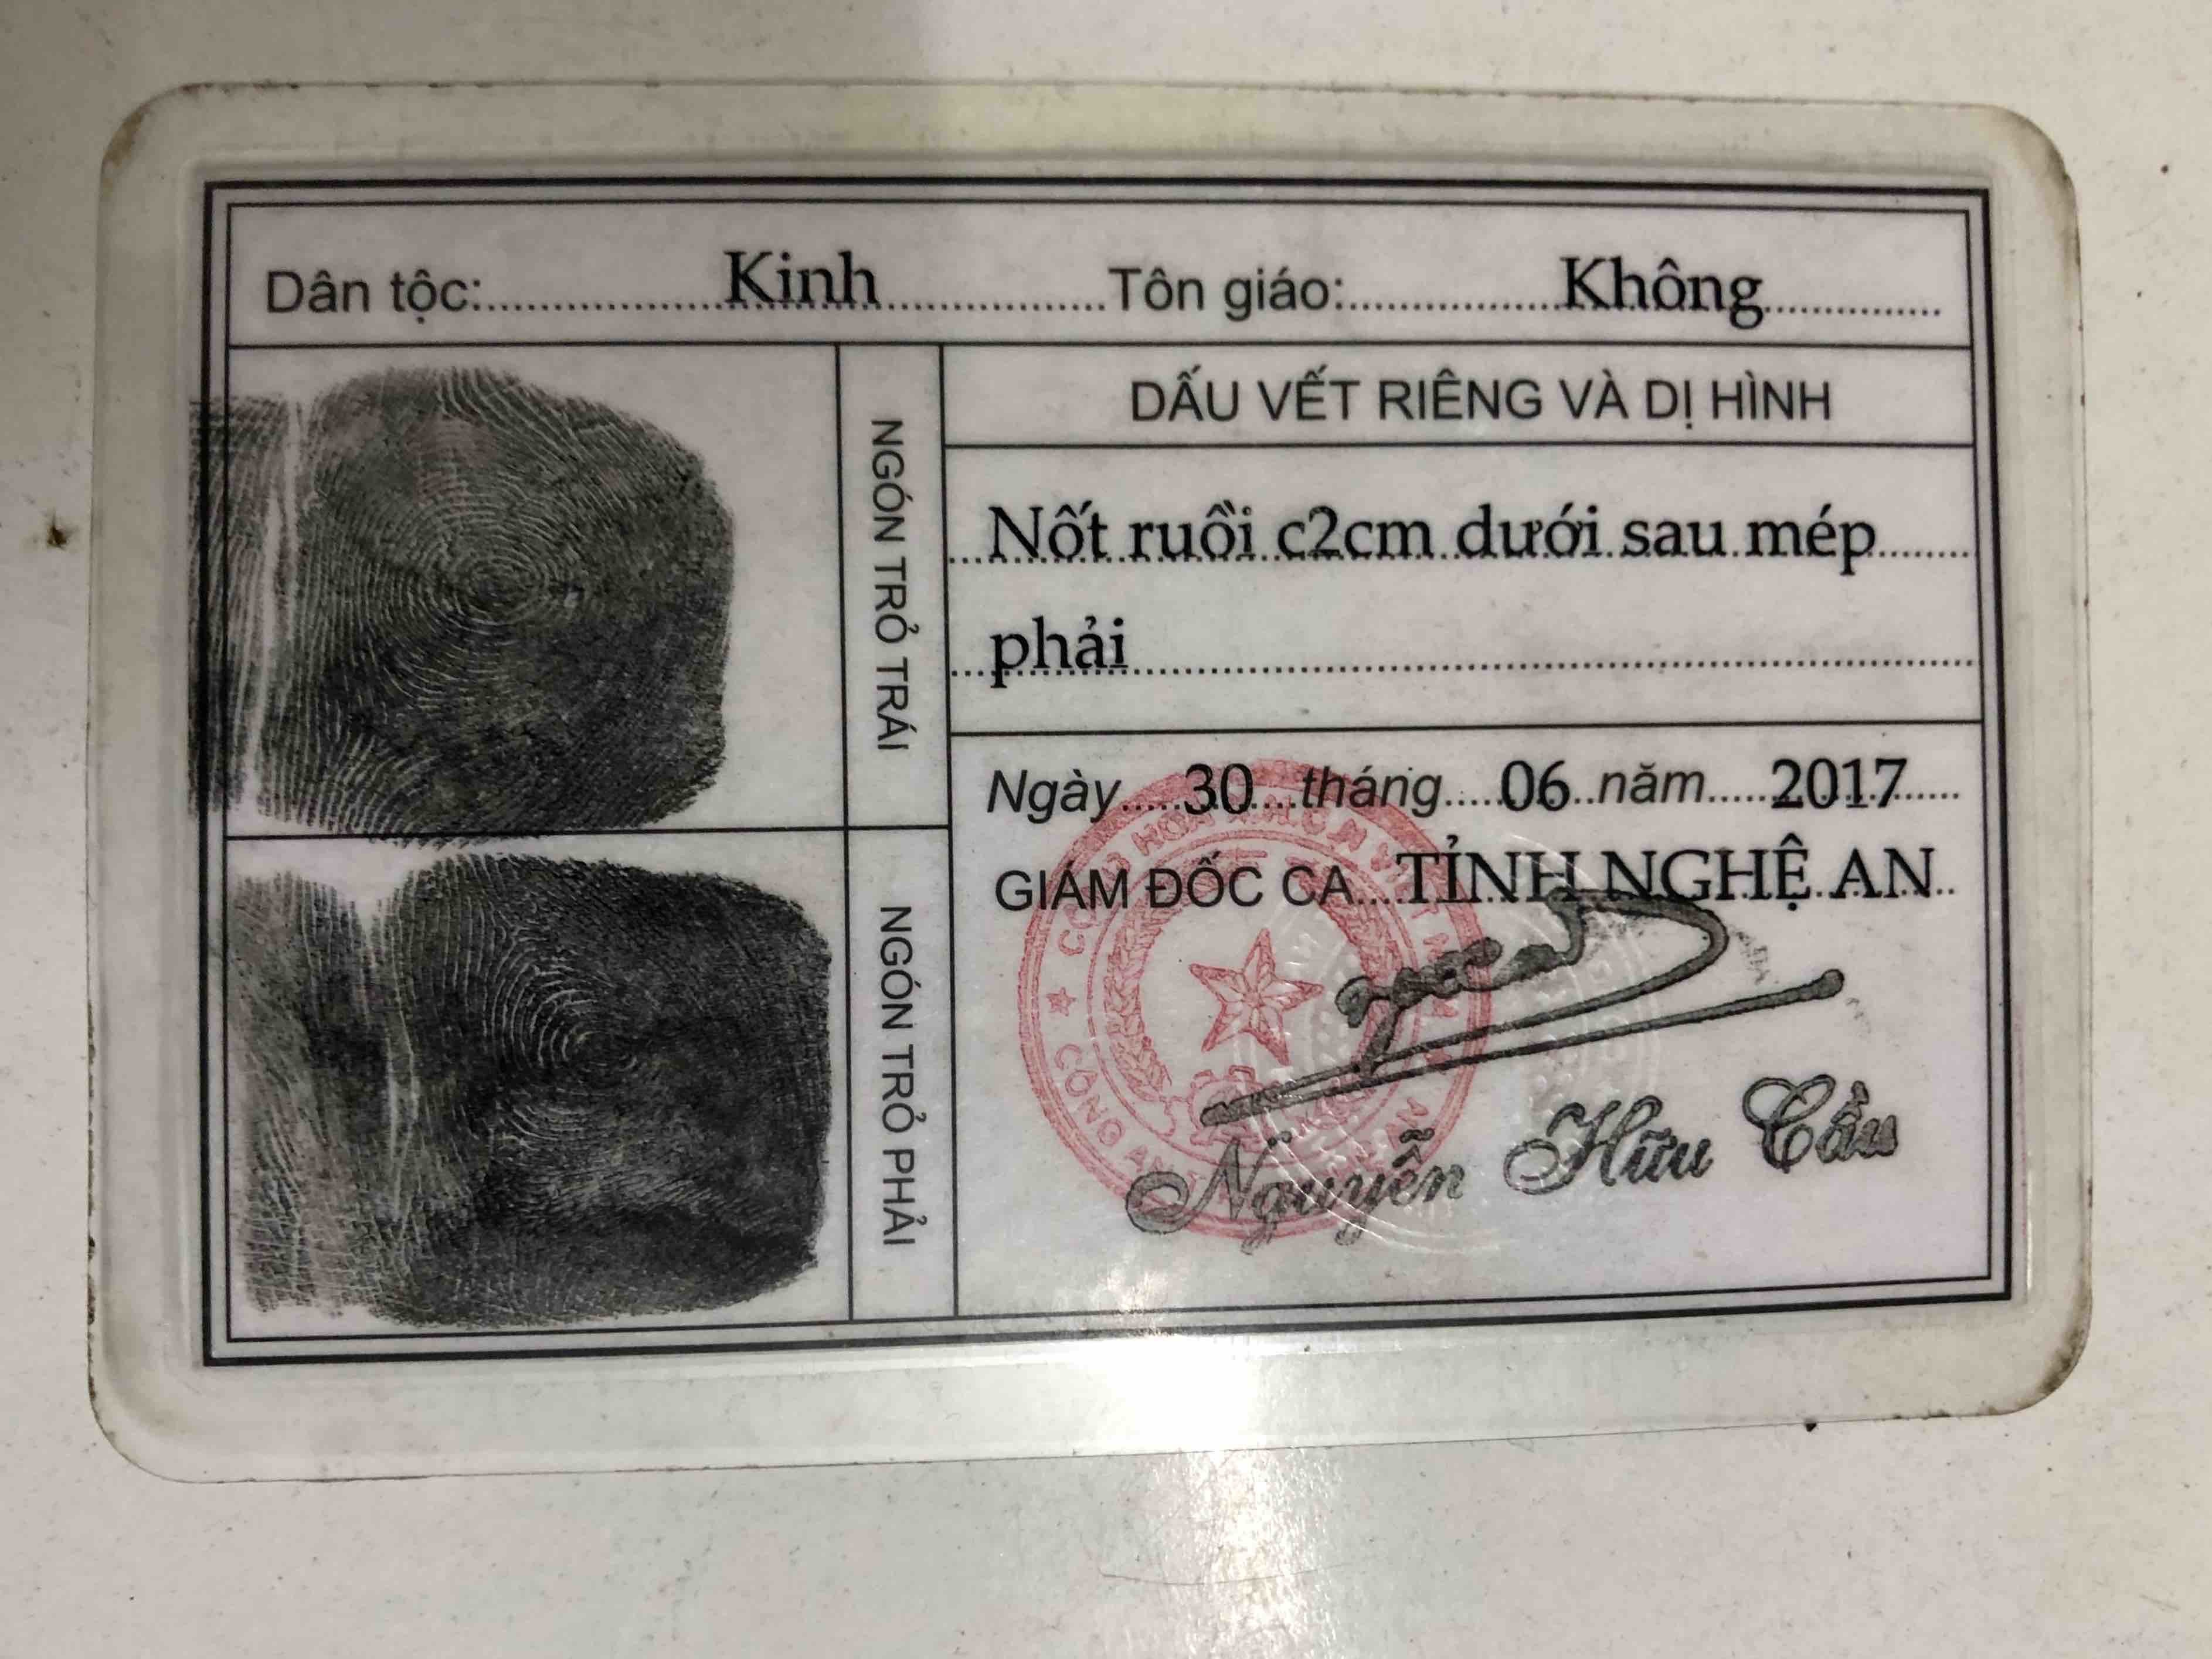 Dân tộc: Kinh Tôn giáo: Không
NGÓN TRỎ TRÁI
DẤU VẾT RIÊNG VÀ DỊ HÌNH
Nốt ruồi c2cm dưới sau mép
phải
Ngày 30 tháng 06 năm 2017
GIÁM ĐỐC CA TỈNH NGHỆ AN
NGÓN TRỎ PHẢI
Nguyễn Hữu Cầu